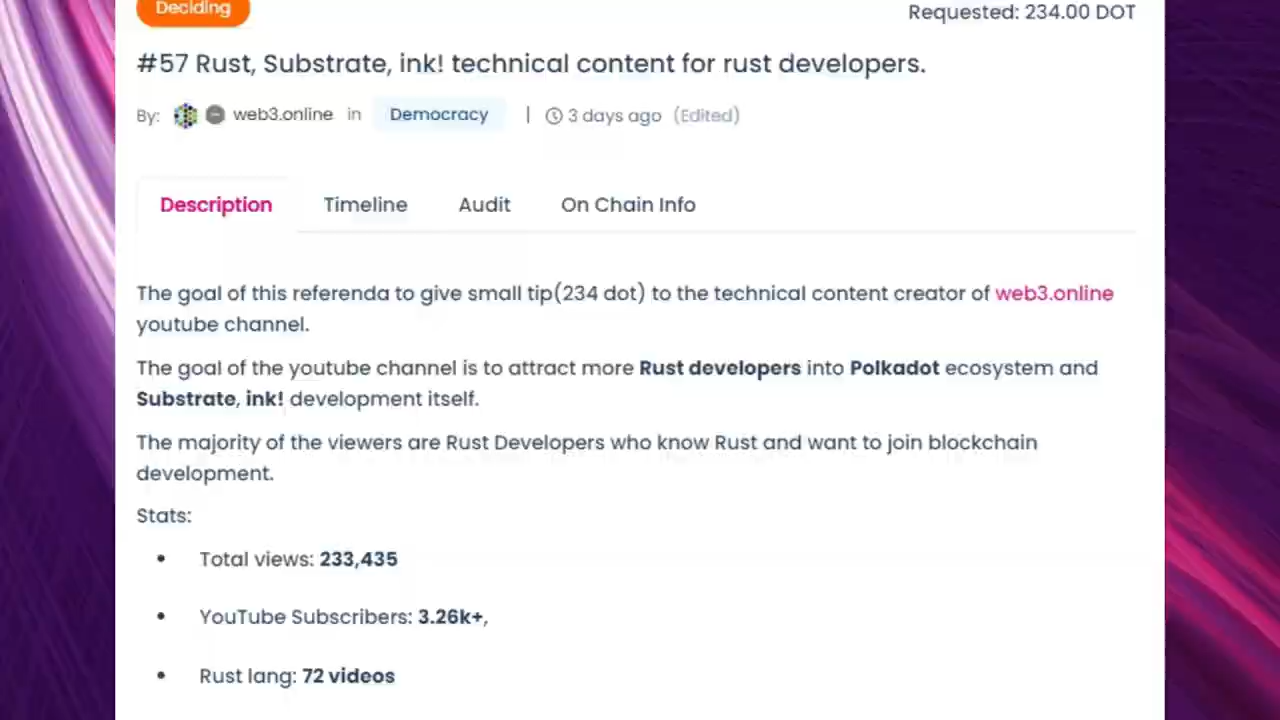 Deciding
Requested: 234.00 DOT
#57 Rust, Substrate, ink! technical content for rust developers.
By: web3.online in Democracy | 3 days ago (Edited)
Description Timeline Audit On Chain Info
The goal of this referenda to give small tip(234 dot) to the technical content creator of web3.online
youtube channel.
The goal of the youtube channel is to attract more Rust developers into Polkadot ecosystem and
Substrate, ink! development itself.
The majority of the viewers are Rust Developers who know Rust and want to join blockchain
development.
Stats:
• Total views: 233,435
• YouTube Subscribers: 3.26k+,
• Rust lang: 72 videos